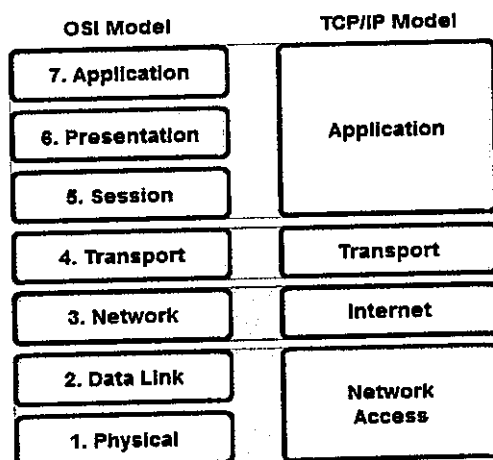 OSI Model
TCP/IP Model
7. Application
6. Presentation
5. Session
4. Transport
3. Network
2. Data Link
1. Physical
Application
Transport
Internet
Network
Access